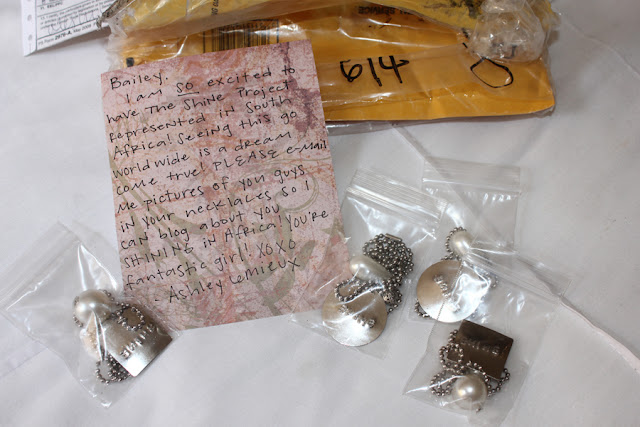 614
Bailey,
I am SO excited to
have The Shine Project
represented in South
Africa! Seeing this go
worldwide is a dream
come true! PLEASE e-mail
me pictures of you guys
in your necklaces so I
can blog about you
SHINING in Africa! You're
fantastic girl! XOXO
- Ashley Lemieux